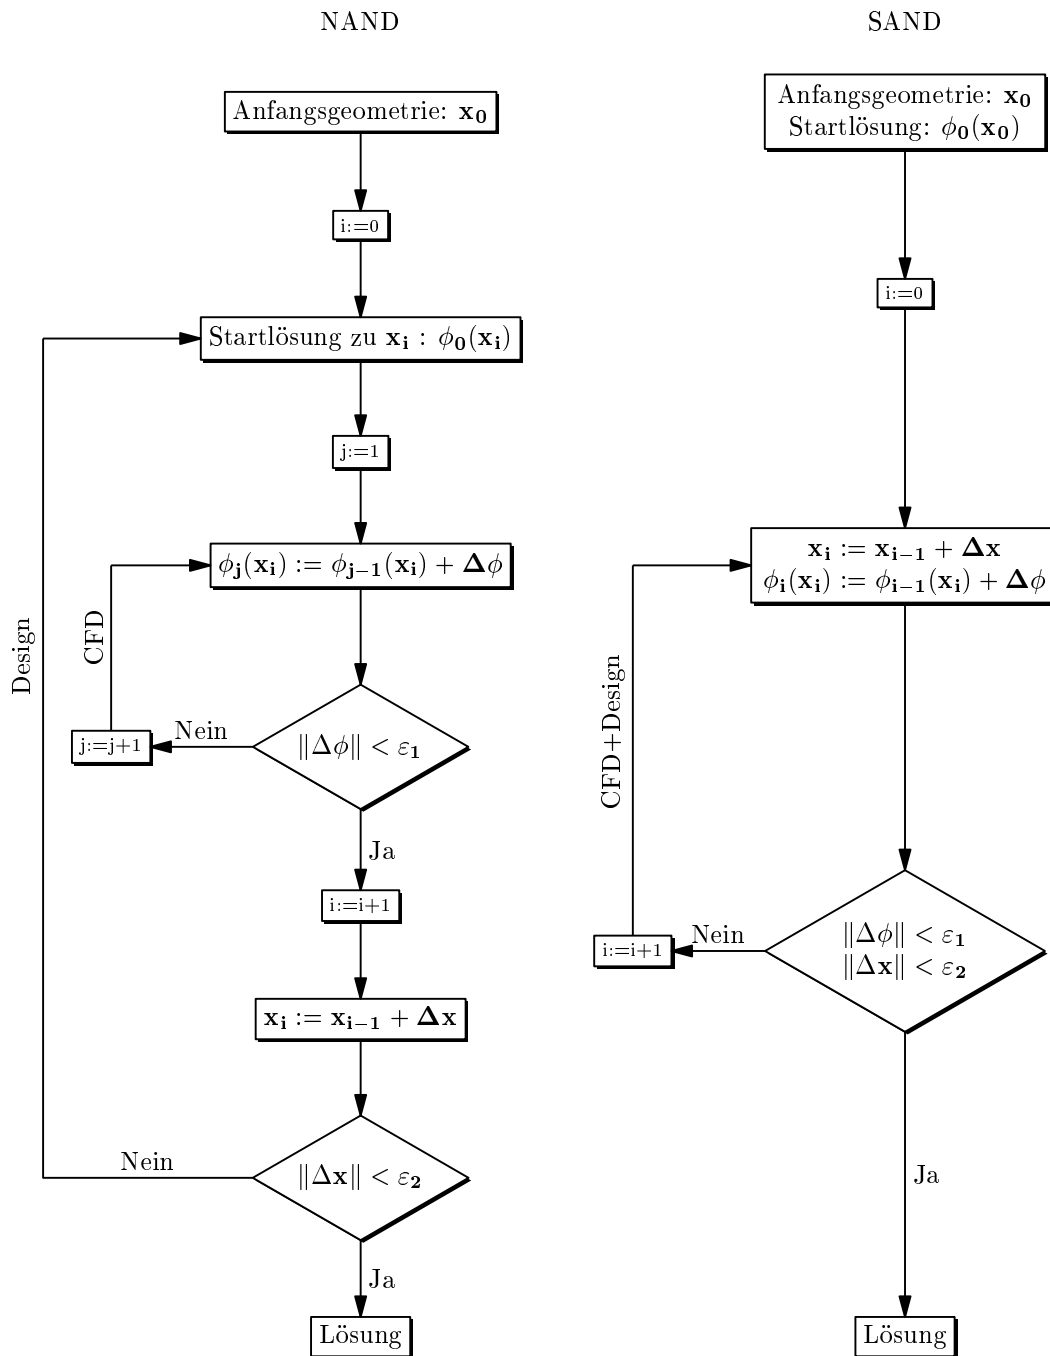 NAND
Anfangsgeometrie: x₀
i:=0
Startlösung zu xᵢ : ϕ₀(xᵢ)
j:=1
ϕⱼ(xᵢ) := ϕⱼ₋₁(xᵢ) + Δϕ
CFD
Design
Nein
j:=j+1
‖Δϕ‖ < ε₁
Ja
i:=i+1
xᵢ := xᵢ₋₁ + Δx
Nein
‖Δx‖ < ε₂
Ja
Lösung
SAND
Anfangsgeometrie: x₀
Startlösung: ϕ₀(x₀)
i:=0
xᵢ := xᵢ₋₁ + Δx
ϕᵢ(xᵢ) := ϕᵢ₋₁(xᵢ) + Δϕ
CFD+Design
Nein
i:=i+1
‖Δϕ‖ < ε₁
‖Δx‖ < ε₂
Ja
Lösung